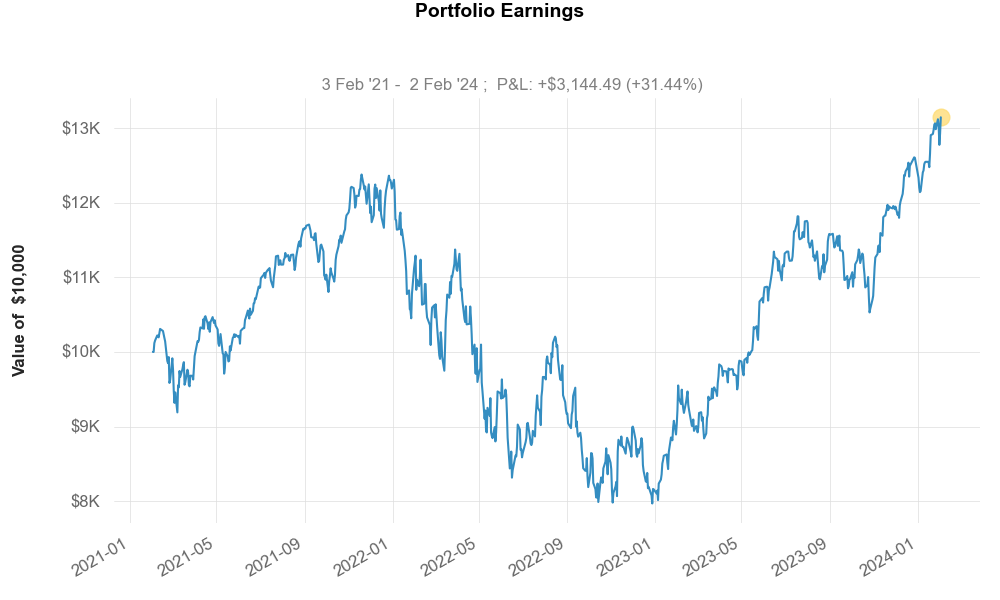 Portfolio Earnings
3 Feb '21 -  2 Feb '24 ;  P&L: +$3,144.49 (+31.44%)
Value of  $10,000
$13K
$12K
$11K
$10K
$9K
$8K
2021-01
2021-05
2021-09
2022-01
2022-05
2022-09
2023-01
2023-05
2023-09
2024-01